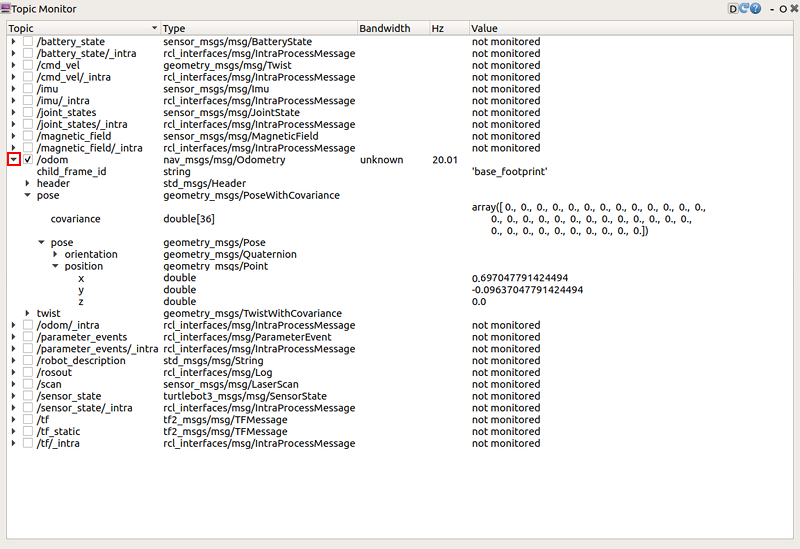 Topic Monitor
D ? - O
Topic Type Bandwidth Hz Value
/battery_state sensor_msgs/msg/BatteryState not monitored
/battery_state/_intra rcl_interfaces/msg/IntraProcessMessage not monitored
/cmd_vel geometry_msgs/msg/Twist not monitored
/cmd_vel/_intra rcl_interfaces/msg/IntraProcessMessage not monitored
/imu sensor_msgs/msg/Imu not monitored
/imu/_intra rcl_interfaces/msg/IntraProcessMessage not monitored
/joint_states sensor_msgs/msg/JointState not monitored
/joint_states/_intra rcl_interfaces/msg/IntraProcessMessage not monitored
/magnetic_field sensor_msgs/msg/MagneticField not monitored
/magnetic_field/_intra rcl_interfaces/msg/IntraProcessMessage not monitored
/odom nav_msgs/msg/Odometry unknown 20.01
child_frame_id string 'base_footprint'
header std_msgs/Header
pose geometry_msgs/PoseWithCovariance
covariance double[36] array([ 0., 0., 0., 0., 0., 0., 0., 0., 0., 0., 0., 0., 0.,
0., 0., 0., 0., 0., 0., 0., 0., 0., 0., 0., 0., 0.,
0., 0., 0., 0., 0., 0., 0., 0., 0., 0.])
pose geometry_msgs/Pose
orientation geometry_msgs/Quaternion
position geometry_msgs/Point
x double 0.697047791424494
y double -0.09637047791424494
z double 0.0
twist geometry_msgs/TwistWithCovariance
/odom/_intra rcl_interfaces/msg/IntraProcessMessage not monitored
/parameter_events rcl_interfaces/msg/ParameterEvent not monitored
/parameter_events/_intra rcl_interfaces/msg/IntraProcessMessage not monitored
/robot_description std_msgs/msg/String not monitored
/rosout rcl_interfaces/msg/Log not monitored
/scan sensor_msgs/msg/LaserScan not monitored
/sensor_state turtlebot3_msgs/msg/SensorState not monitored
/sensor_state/_intra rcl_interfaces/msg/IntraProcessMessage not monitored
/tf tf2_msgs/msg/TFMessage not monitored
/tf_static tf2_msgs/msg/TFMessage not monitored
/tf/_intra rcl_interfaces/msg/IntraProcessMessage not monitored